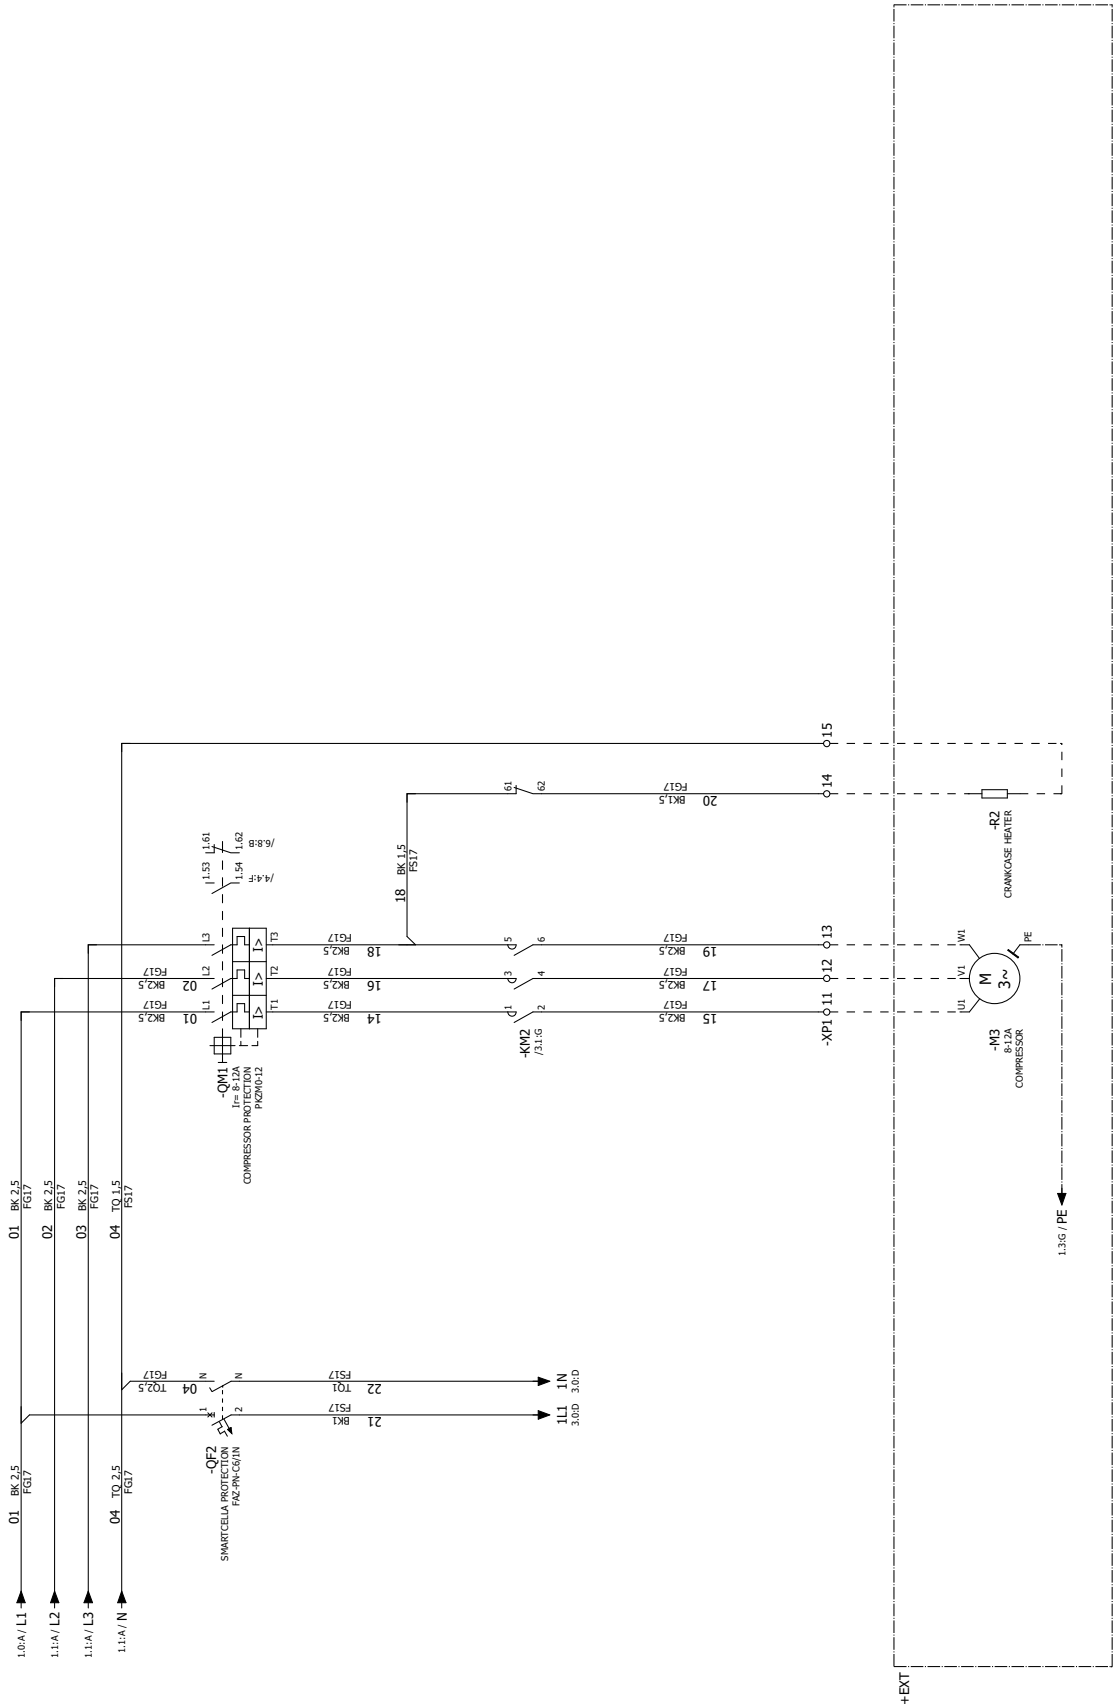 1.0:A / L1
1.1:A / L2
1.1:A / L3
1.1:A / N
01
BK 2,5
FG17
04
TQ 2,5
FG17
01
BK 2,5
FG17
02
BK 2,5
FG17
03
BK 2,5
FG17
04
TQ 1,5
FS17
-QF2
SMARTCELLA PROTECTION
FAZ-PN-C6/1N
1
2
N
N
04
TQ2,5
FG17
21
BK1
FS17
22
TQ1
FS17
1L1
3.0:D
1N
3.0:D
-QM1
Ir= 8-12A
COMPRESSOR PROTECTION
PKZM0-12
01
BK2,5
FG17
02
BK2,5
FG17
L1
L2
L3
I>
I>
I>
T1
T2
T3
1.53
1.54
/4.4:F
1.61
1.62
/6.8:B
14
BK2,5
FG17
16
BK2,5
FG17
18
BK2,5
FG17
18
BK 1,5
FS17
-KM2
/3.1:G
1
2
3
4
5
6
61
62
15
BK2,5
FG17
17
BK2,5
FG17
19
BK2,5
FG17
20
BK1,5
FG17
-XP1
11
12
13
14
15
U1
V1
W1
PE
M
3~
-M3
8-12A
COMPRESSOR
-R2
CRANKCASE HEATER
1.3:G / PE
+EXT